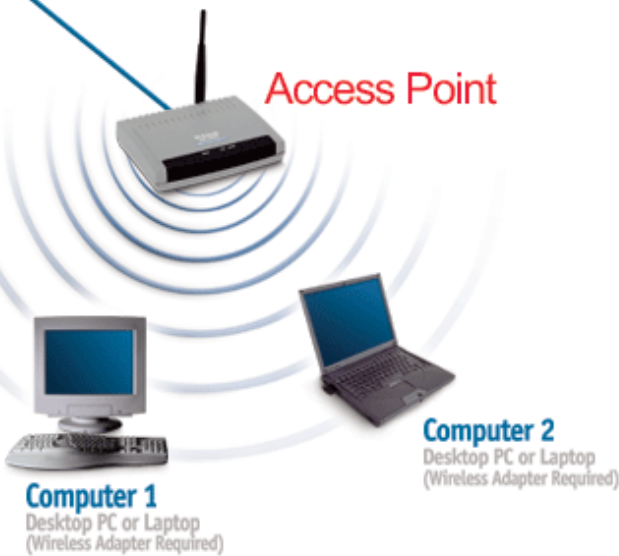 Access Point
Computer 2
Desktop PC or Laptop
(Wireless Adapter Required)
Computer 1
Desktop PC or Laptop
(Wireless Adapter Required)